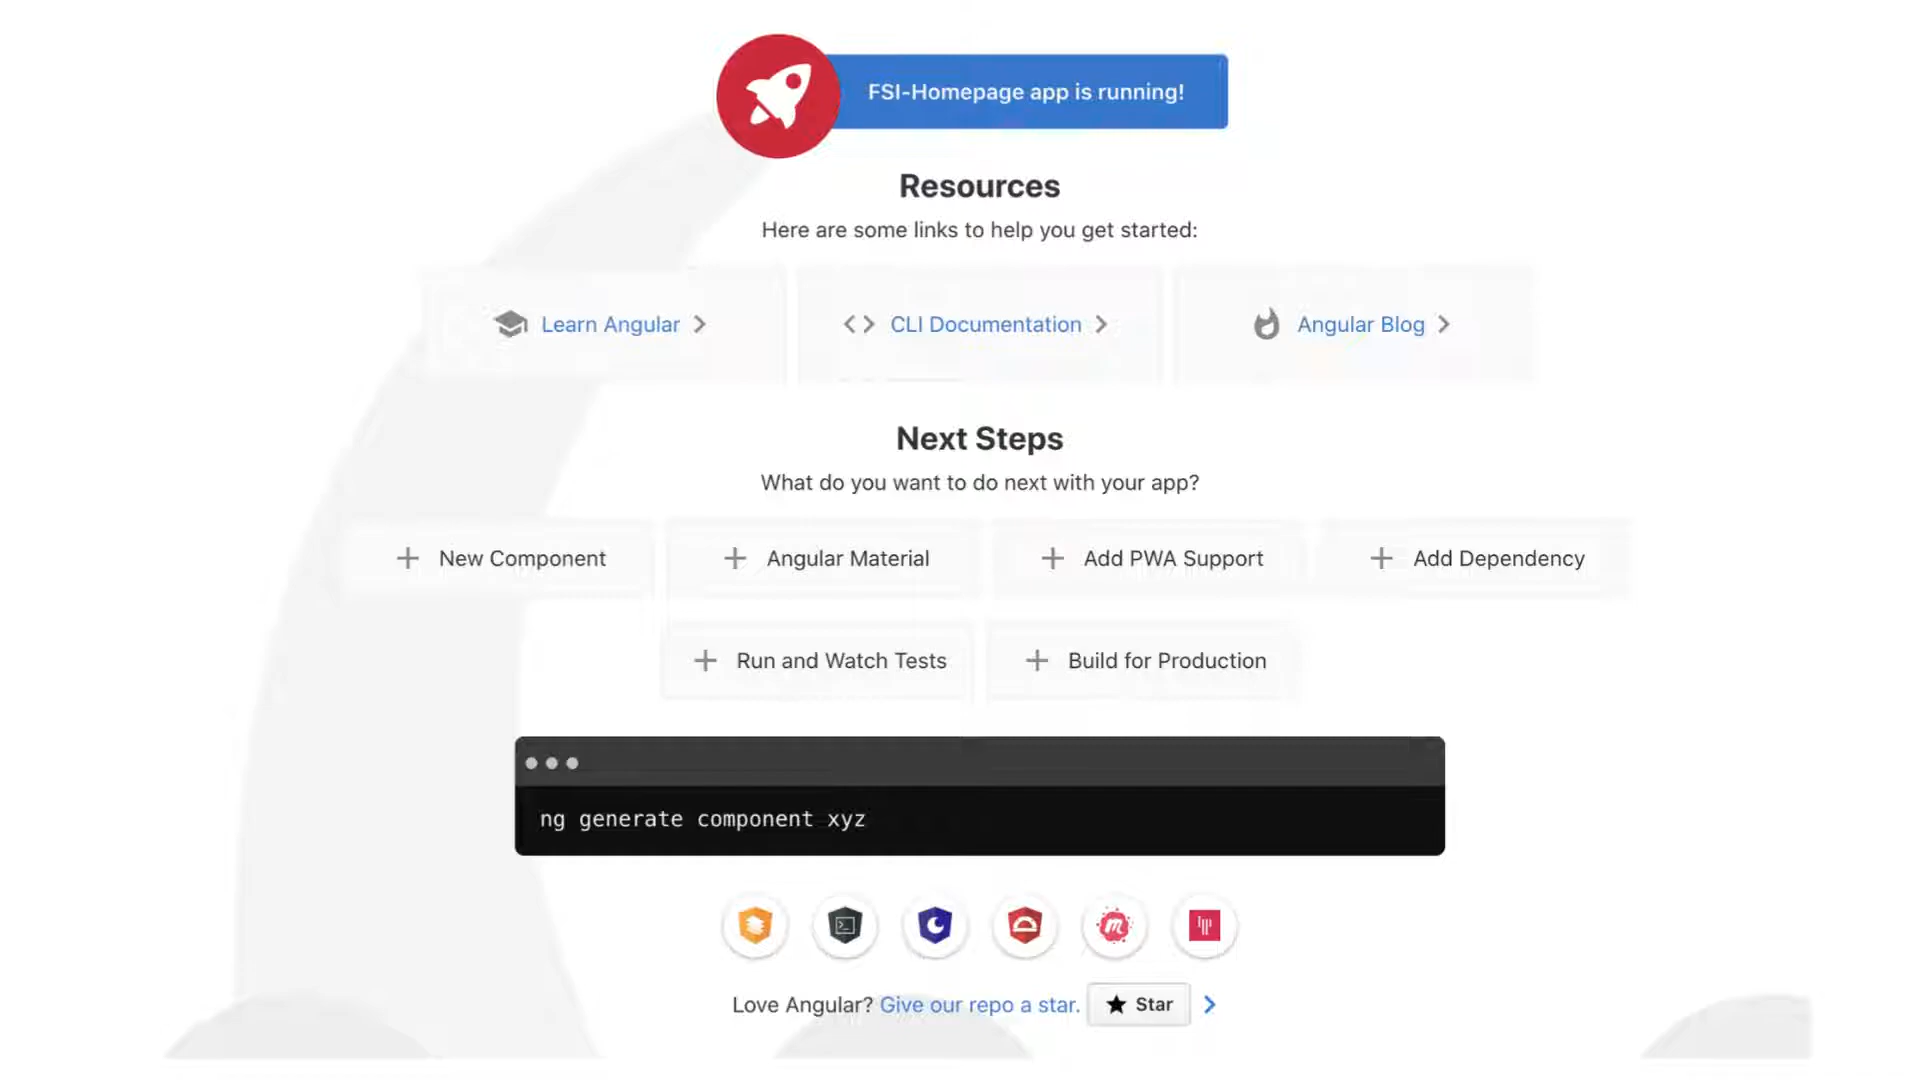 FSI-Homepage app is running!
Resources
Here are some links to help you get started:
Learn Angular
CLI Documentation
Angular Blog
Next Steps
What do you want to do next with your app?
New Component
Angular Material
Add PWA Support
Add Dependency
Run and Watch Tests
Build for Production
ng generate component xyz
Love Angular? Give our repo a star. Star